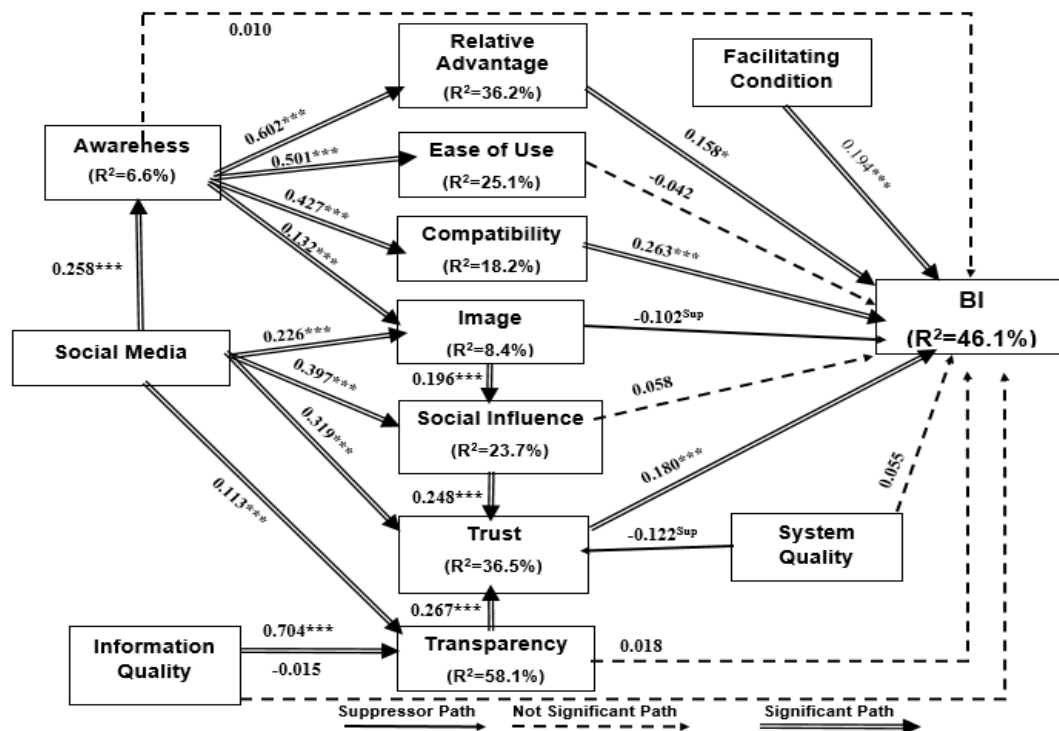 0.010
Relative
Advantage
(R²=36.2%)
Facilitating
Condition
0.602***
0.158*
0.194***
Awarehess
(R²=6.6%)
0.501***
Ease of Use
(R²=25.1%)
-0.042
0.427***
Compatibility
(R²=18.2%)
0.263***
0.132***
0.258***
BI
(R²=46.1%)
Image
(R²=8.4%)
-0.102Sup
Social Media
0.226***
0.196***
0.397***
0.058
Social Influence
(R²=23.7%)
0.319***
0.180***
0.055
0.248***
0.113***
Trust
(R²=36.5%)
-0.122Sup
System
Quality
0.267***
Information
Quality
0.704***
-0.015
Transparency
(R²=58.1%)
0.018
Suppressor Path
Not Significant Path
Significant Path